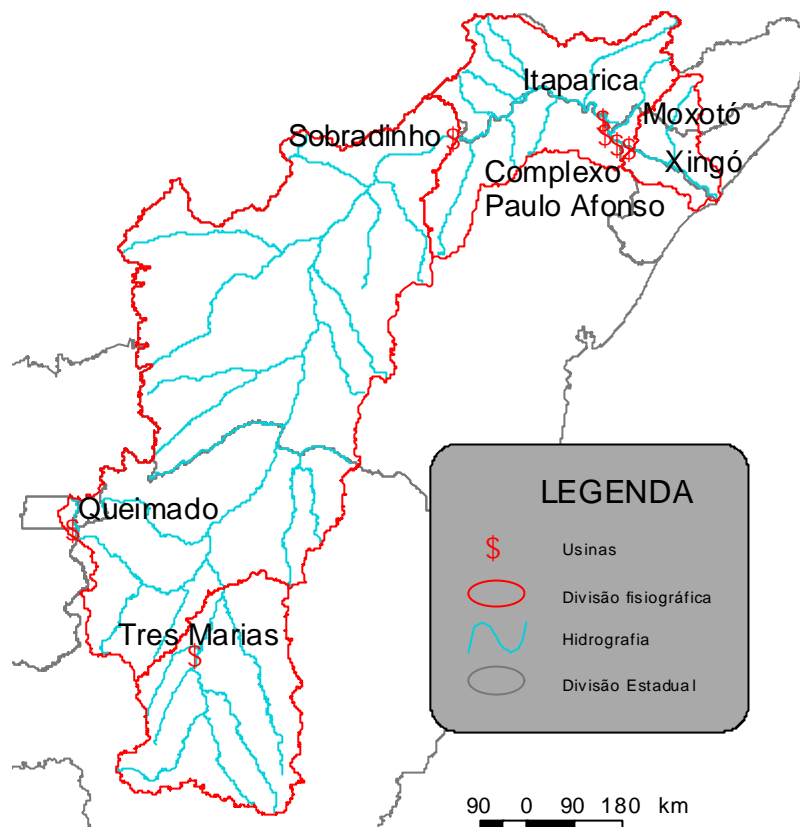 Itaparica
Moxotó
Sobradinho
Xingó
Complexo
Paulo Afonso
Queimado
Tres Marias
LEGENDA
$ Usinas
Divisão fisiográfica
Hidrografia
Divisão Estadual
90 0 90 180 km